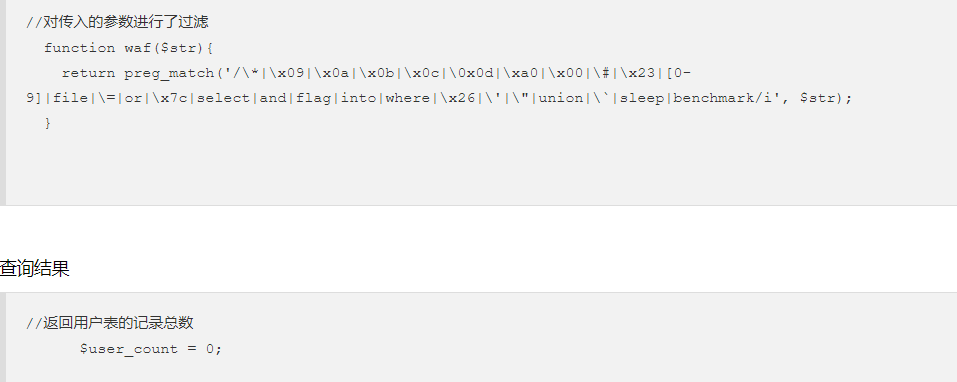 //对传入的参数进行了过滤
function waf($str){
return preg_match('/\*|\x09|\x0a|\x0b|\x0c|\0x0d|\xa0|\x00|\#|\x23|[0-
9]|file|\=|or|\x7c|select|and|flag|into|where|\x26|\'|\"|union|\`|sleep|benchmark/i', $str);
}
查询结果
//返回用户表的记录总数
$user_count = 0;